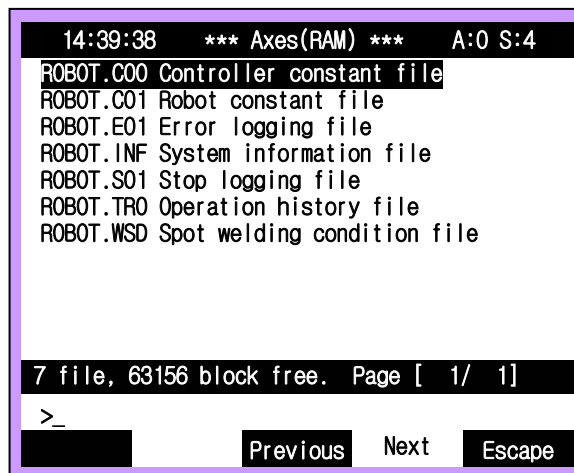 14:39:38 *** Axes(RAM) *** A:0 S:4
ROBOT.C00 Controller constant file
ROBOT.C01 Robot constant file
ROBOT.E01 Error logging file
ROBOT.INF System information file
ROBOT.S01 Stop logging file
ROBOT.TR0 Operation history file
ROBOT.WSD Spot welding condition file
7 file, 63156 block free. Page [ 1/ 1]
>_
Previous Next Escape